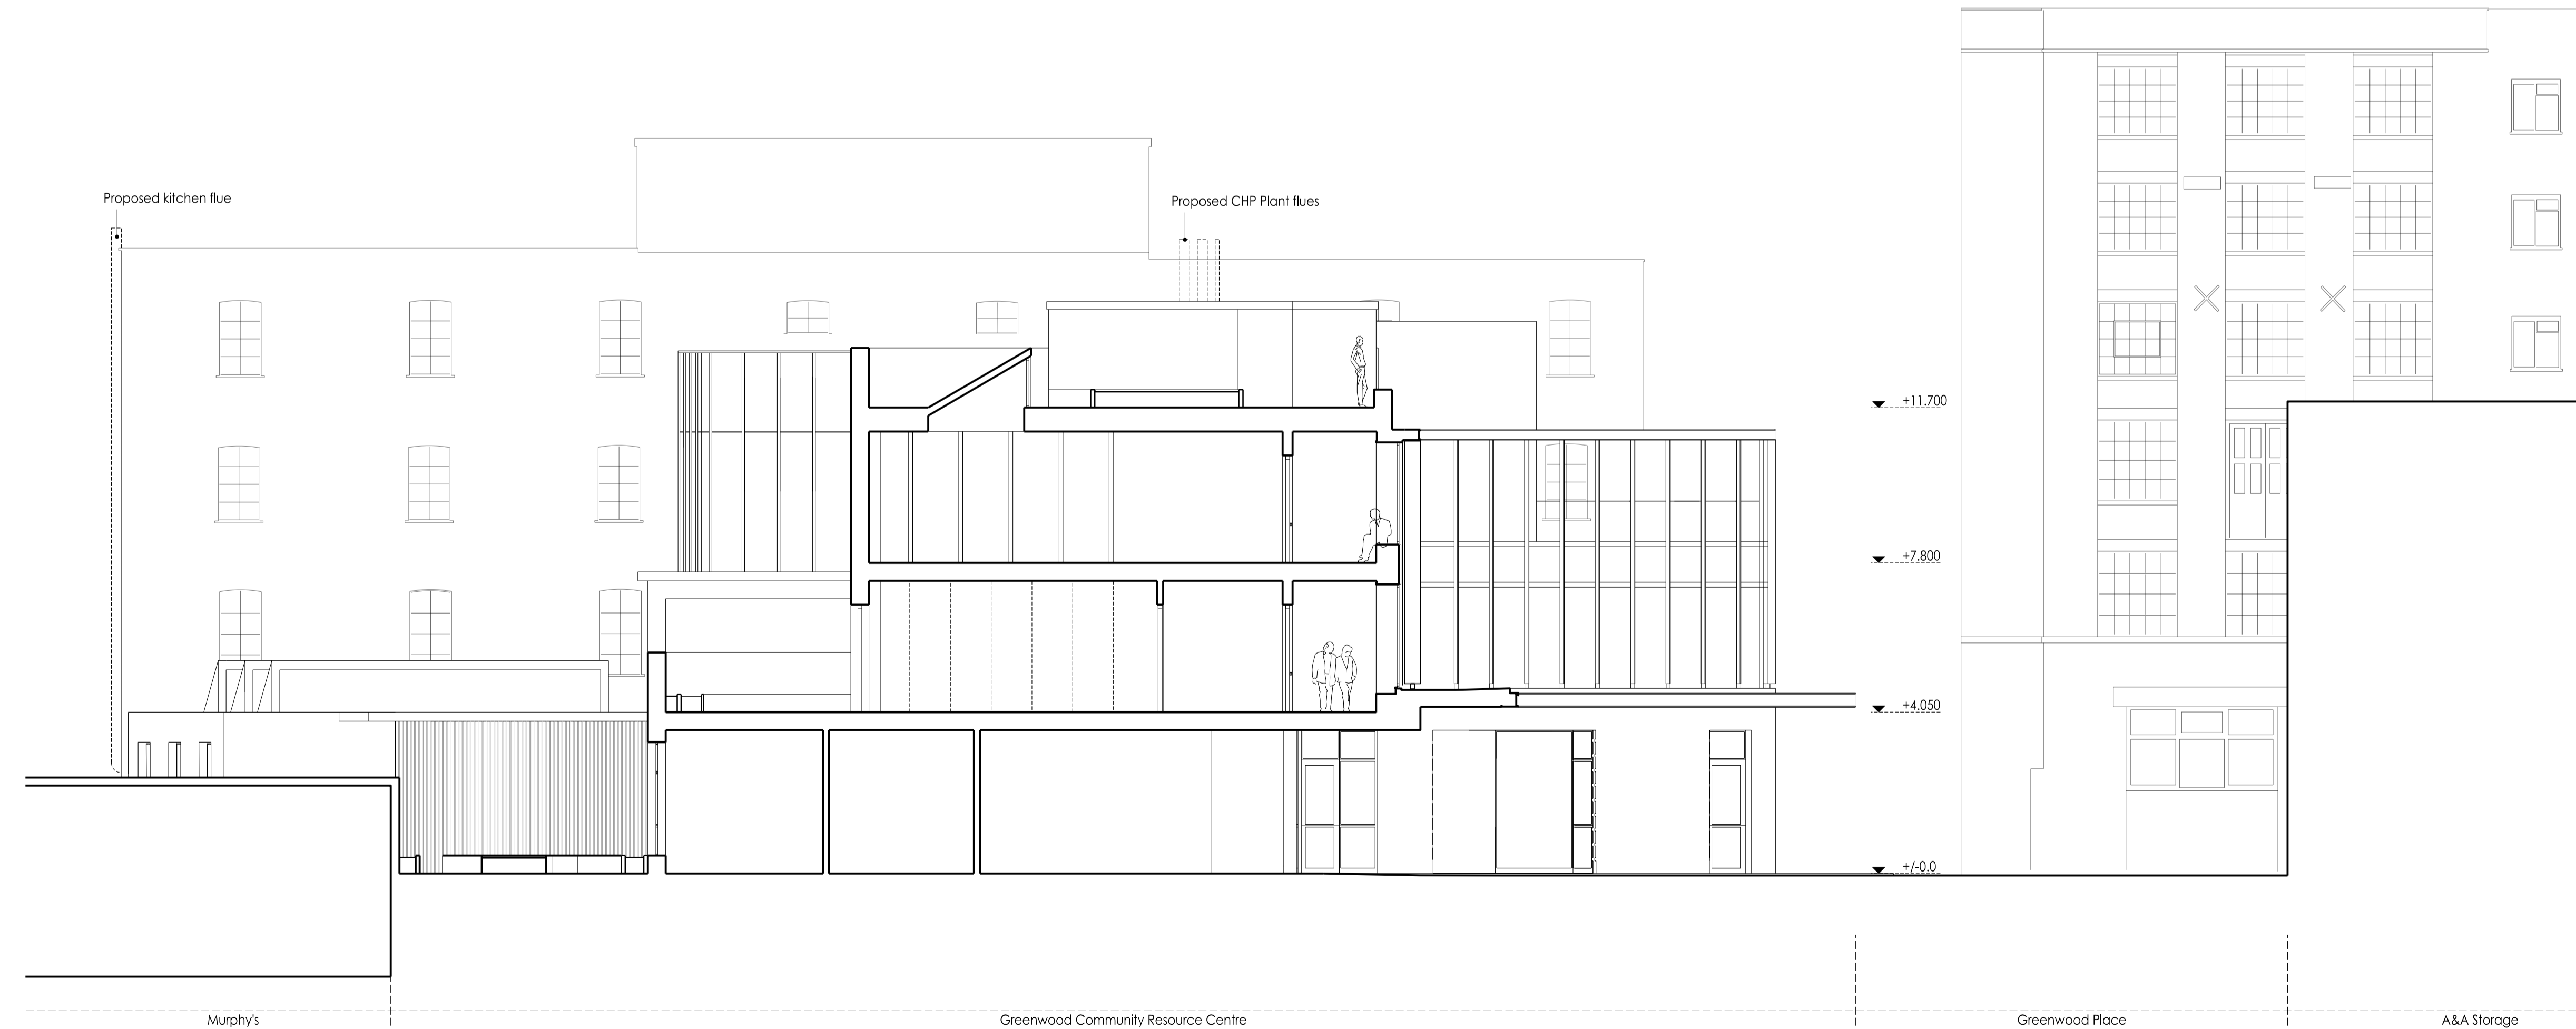 Proposed kitchen flue
Proposed CHP Plant flues
+11.700
+7.800
+4.050
+/-0.0
Murphy's
Greenwood Community Resource Centre
Greenwood Place
A&A Storage